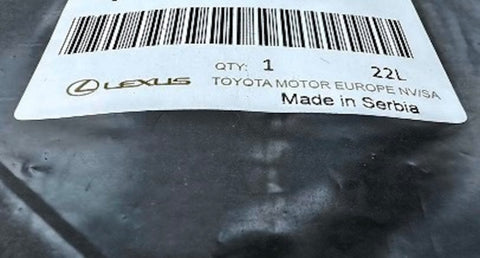 QTY: 1 22L
LEXUS TOYOTA MOTOR EUROPE NV/SA
Made in Serbia